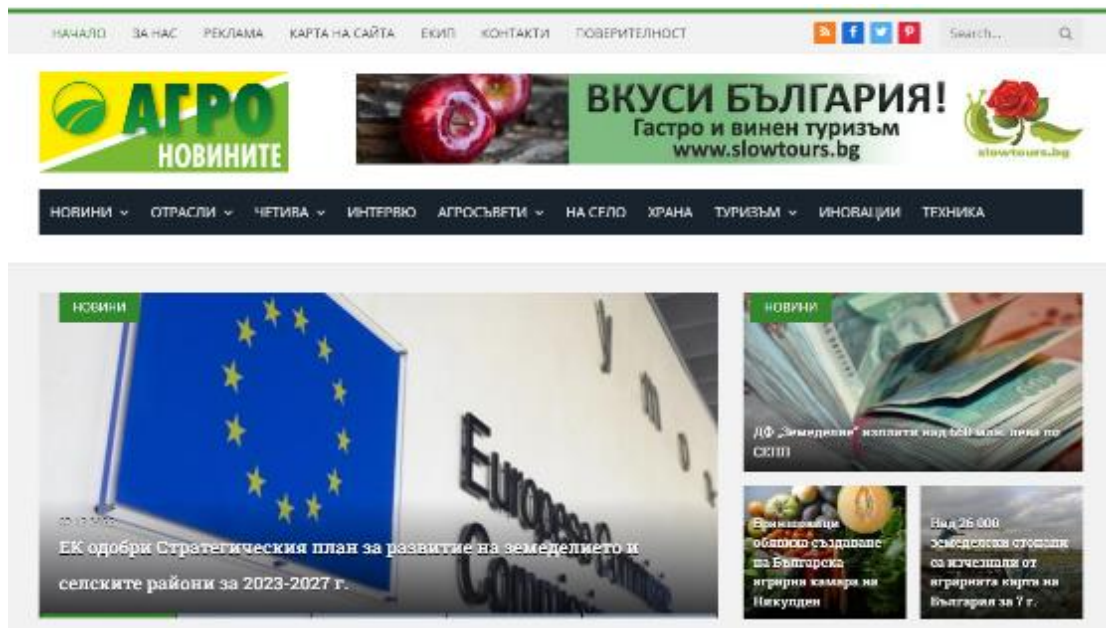 НАЧАЛО ЗА НАС РЕКЛАМА КАРТА НА САЙТА ЕКИП КОНТАКТИ ПОВЕРИТЕЛНОСТ Search...
АГРО
НОВИНИТЕ
ВКУСИ БЪЛГАРИЯ!
Гастро и винен туризъм
www.slowtours.bg
slowtours.bg
НОВИНИ ОТРАСЛИ ЧЕТИВА ИНТЕРВЮ АГРОСЪВЕТИ НА СЕЛО ХРАНА ТУРИЗЪМ ИНОВАЦИИ ТЕХНИКА
НОВИНИ
European
Commission
ЕК одобри Стратегическия план за развитие на земеделието и
селските райони за 2023-2027 г.
НОВИНИ
ДФ „Земеделие“ изплати над млн. лева по
СЕПП
обявиха създаване
на Българска
аграрна камара на
Никулден
Над 26 000
земеделски стопани
са изчезнали от
аграрната карта на
България за 7 г.